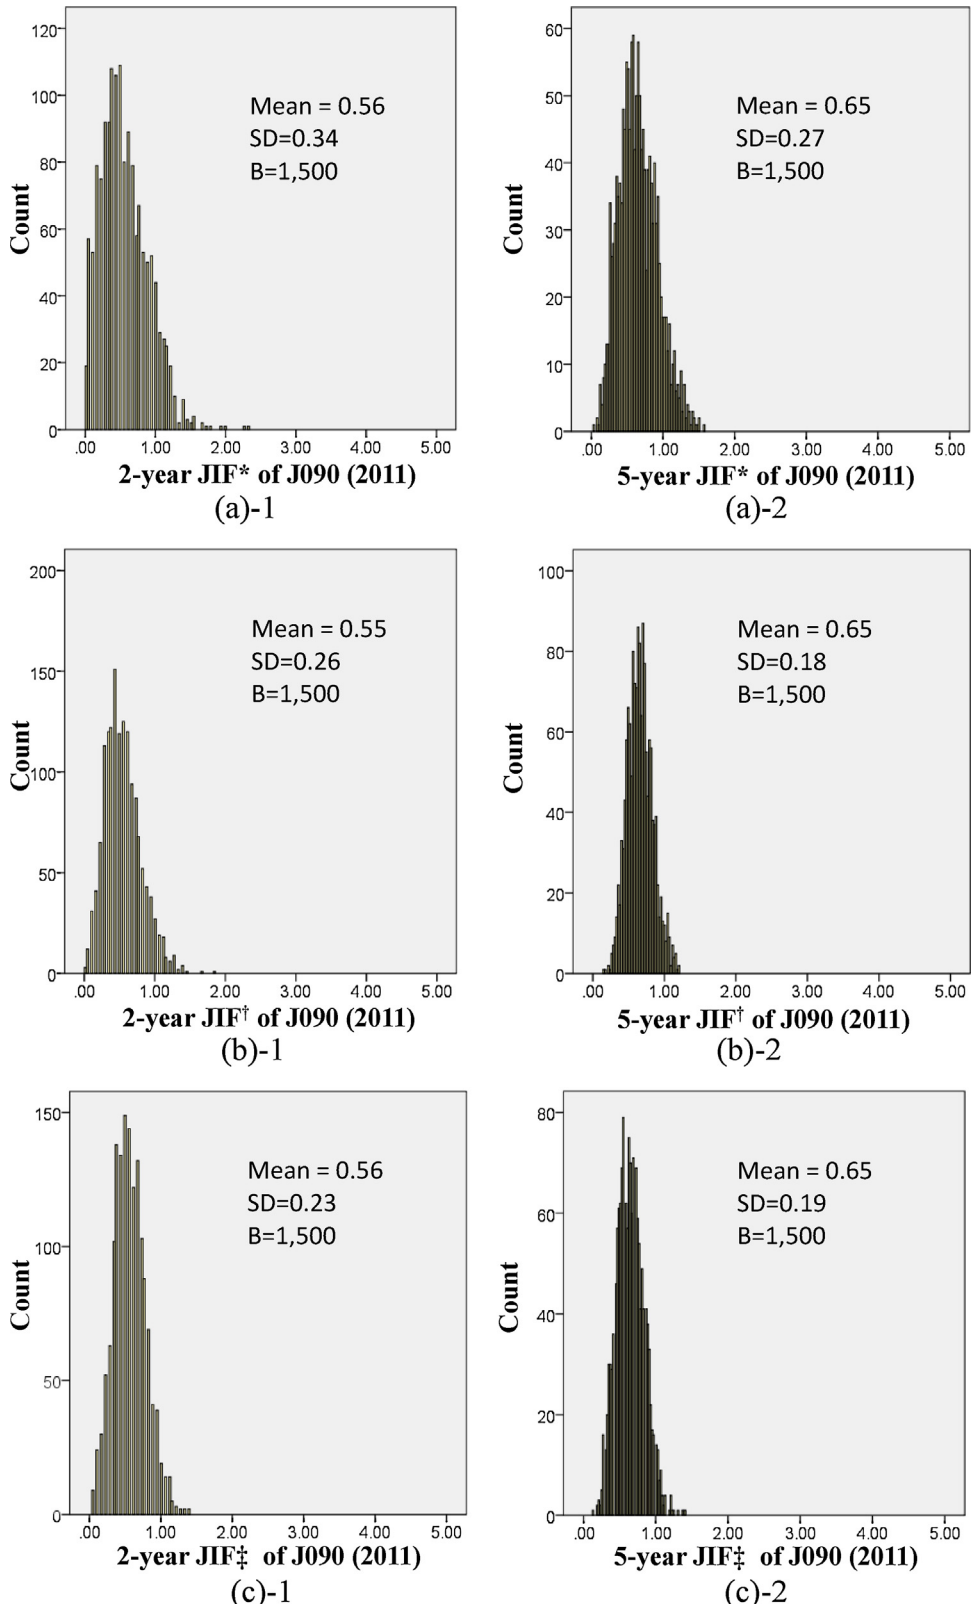 120
100
80
60
40
20
0
Count
Mean = 0.56
SD=0.34
B=1,500
.00 1.00 2.00 3.00 4.00 5.00
2-year JIF* of J090 (2011)
(a)-1
60
50
40
30
20
10
0
Count
Mean = 0.65
SD=0.27
B=1,500
.00 1.00 2.00 3.00 4.00 5.00
5-year JIF* of J090 (2011)
(a)-2
200
150
100
50
0
Count
Mean = 0.55
SD=0.26
B=1,500
.00 1.00 2.00 3.00 4.00 5.00
2-year JIF† of J090 (2011)
(b)-1
100
80
60
40
20
0
Count
Mean = 0.65
SD=0.18
B=1,500
.00 1.00 2.00 3.00 4.00 5.00
5-year JIF† of J090 (2011)
(b)-2
150
100
50
0
Count
Mean = 0.56
SD=0.23
B=1,500
.00 1.00 2.00 3.00 4.00 5.00
2-year JIF‡ of J090 (2011)
(c)-1
80
60
40
20
0
Count
Mean = 0.65
SD=0.19
B=1,500
.00 1.00 2.00 3.00 4.00 5.00
5-year JIF‡ of J090 (2011)
(c)-2